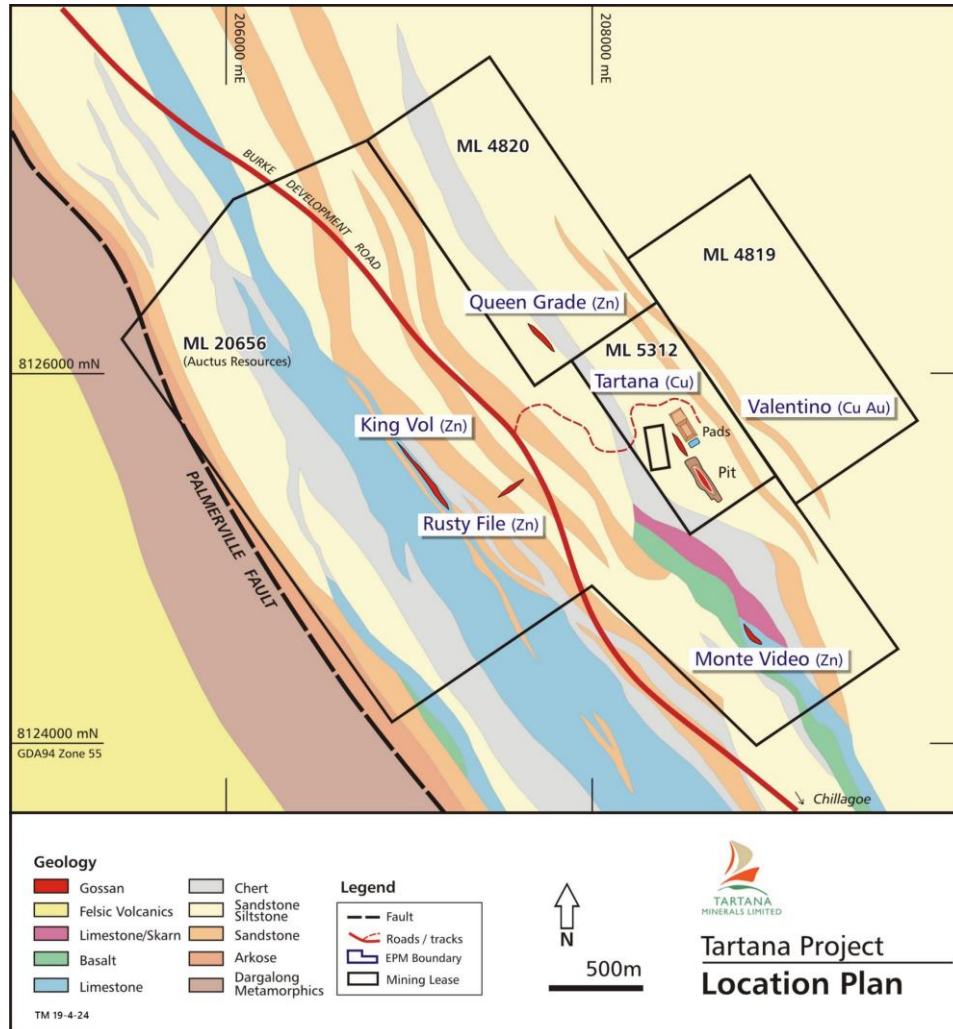 206000 mE
208000 mE
ML 4820
BURKE DEVELOPMENT ROAD
ML 4819
Queen Grade (Zn)
ML 5312
ML 20656
(Auctus Resources)
8126000 mN
Tartana (Cu)
Valentino (Cu Au)
King Vol (Zn)
Pads
Pit
Rusty File (Zn)
PALMERVILLE FAULT
Monte Video (Zn)
8124000 mN
GDA94 Zone 55
Chillagoe
Geology
Gossan
Felsic Volcanics
Limestone/Skarn
Basalt
Limestone
Chert
Sandstone
Siltstone
Sandstone
Arkose
Dargalong
Metamorphics
Legend
Fault
Roads / tracks
EPM Boundary
Mining Lease
N
500m
TARTANA
MINERALS LIMITED
Tartana Project
Location Plan
TM 19-4-24